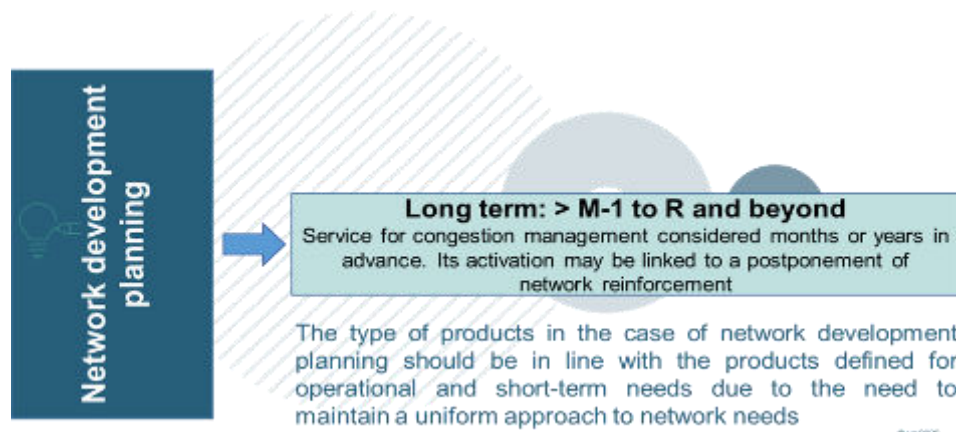 Network development
planning
Long term: > M-1 to R and beyond
Service for congestion management considered months or years in
advance. Its activation may be linked to a postponement of
network reinforcement
The type of products in the case of network development
planning should be in line with the products defined for
operational and short-term needs due to the need to
maintain a uniform approach to network needs